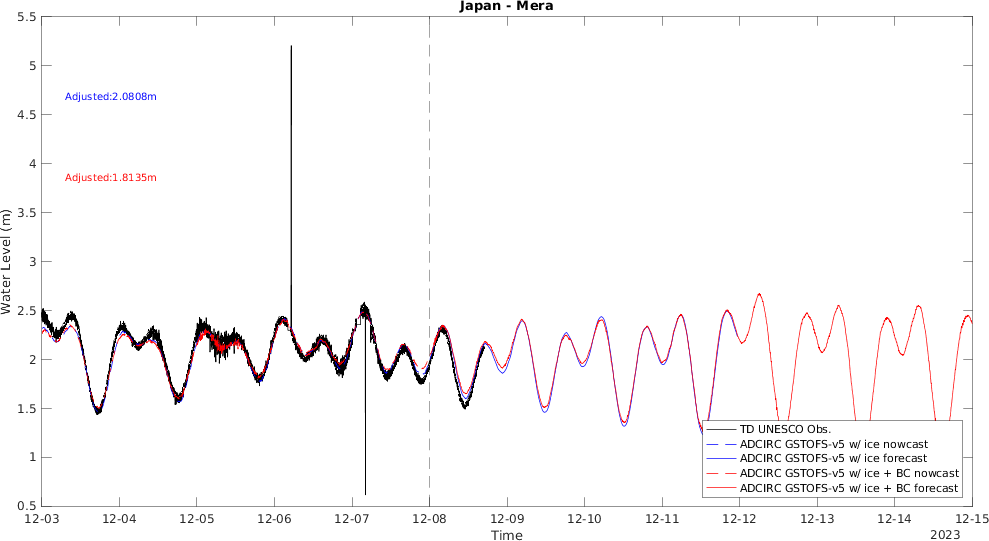 Japan - Mera
5.5
5
4.5
4
3.5
3
2.5
2
1.5
1
0.5
Water Level (m)
Adjusted:2.0808m
Adjusted:1.8135m
TD UNESCO Obs.
ADCIRC GSTOFS-v5 w/ ice nowcast
ADCIRC GSTOFS-v5 w/ ice forecast
ADCIRC GSTOFS-v5 w/ ice + BC nowcast
ADCIRC GSTOFS-v5 w/ ice + BC forecast
12-03 12-04 12-05 12-06 12-07 12-08 12-09 12-10 12-11 12-12 12-13 12-14 12-15
Time
2023